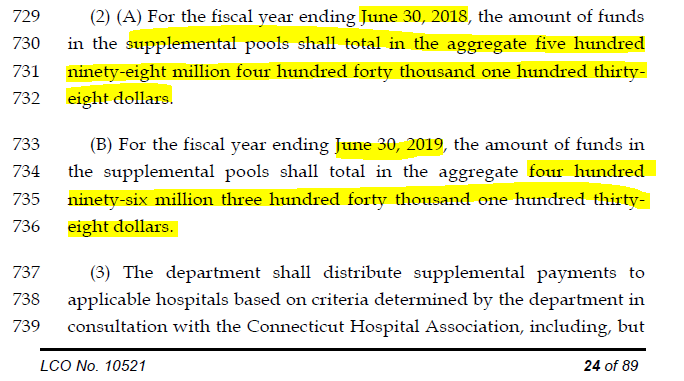 729 (2) (A) For the fiscal year ending June 30, 2018, the amount of funds
730 in the supplemental pools shall total in the aggregate five hundred
731 ninety-eight million four hundred forty thousand one hundred thirty-
732 eight dollars.
733 (B) For the fiscal year ending June 30, 2019, the amount of funds in
734 the supplemental pools shall total in the aggregate four hundred
735 ninety-six million three hundred forty thousand one hundred thirty-
736 eight dollars.
737 (3) The department shall distribute supplemental payments to
738 applicable hospitals based on criteria determined by the department in
739 consultation with the Connecticut Hospital Association, including, but
LCO No. 10521 24 of 89